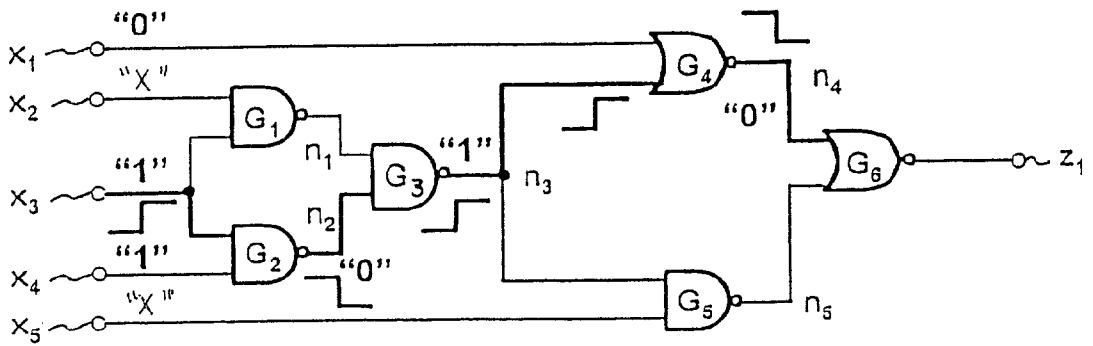 “0”
x₁
G₄
n₄
“X”
x₂
G₁
“0”
n₁
“1”
G₃
“1”
n₃
G₆
z₁
x₃
n₂
“1”
G₂
“0”
x₄
“X”
G₅
n₅
x₅